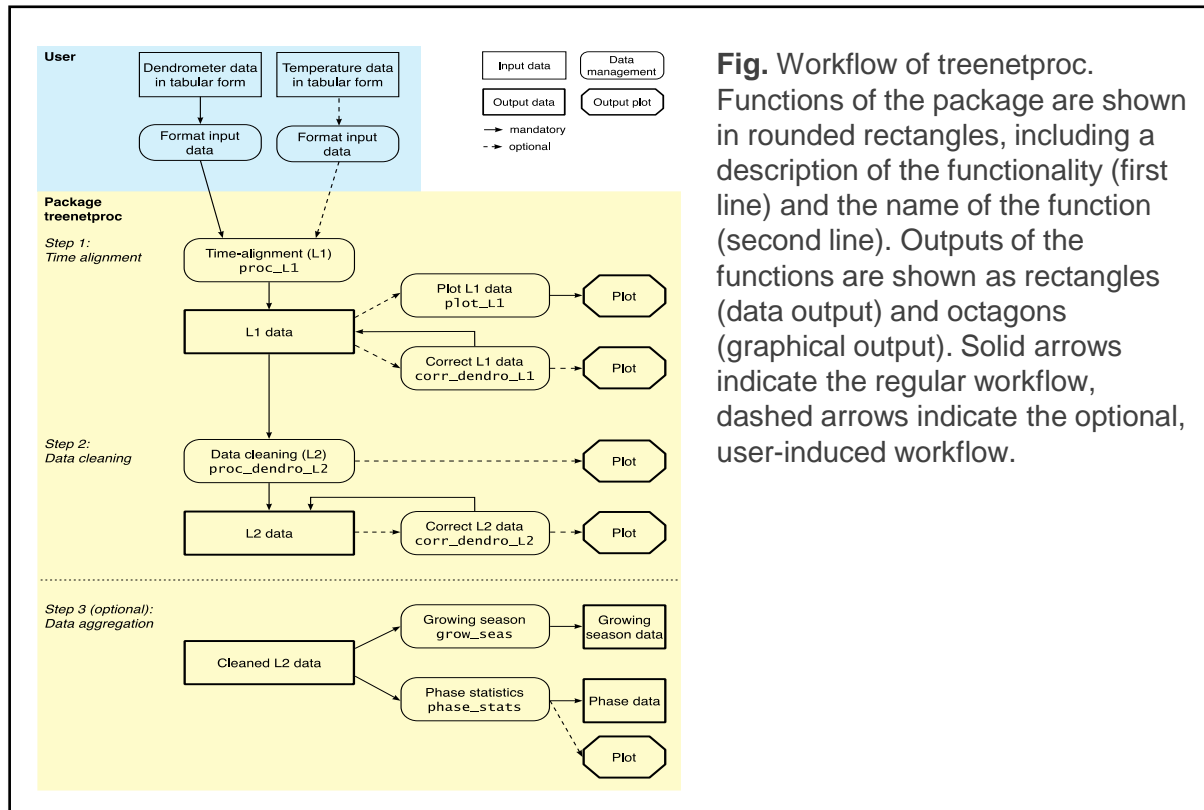 User
Dendrometer data
in tabular form
Temperature data
in tabular form
Format input
data
Format input
data
Input data
Data
management
Output data
Output plot
mandatory
optional
Package
treenetproc
Step 1:
Time alignment
Time-alignment (L1)
proc_L1
Plot L1 data
plot_L1
Plot
L1 data
Correct L1 data
corr_dendro_L1
Plot
Step 2:
Data cleaning
Data cleaning (L2)
proc_dendro_L2
Plot
L2 data
Correct L2 data
corr_dendro_L2
Plot
Step 3 (optional):
Data aggregation
Growing season
grow_seas
Growing
season data
Cleaned L2 data
Phase statistics
phase_stats
Phase data
Plot
Fig. Workflow of treenetproc.
Functions of the package are shown
in rounded rectangles, including a
description of the functionality (first
line) and the name of the function
(second line). Outputs of the
functions are shown as rectangles
(data output) and octagons
(graphical output). Solid arrows
indicate the regular workflow,
dashed arrows indicate the optional,
user-induced workflow.